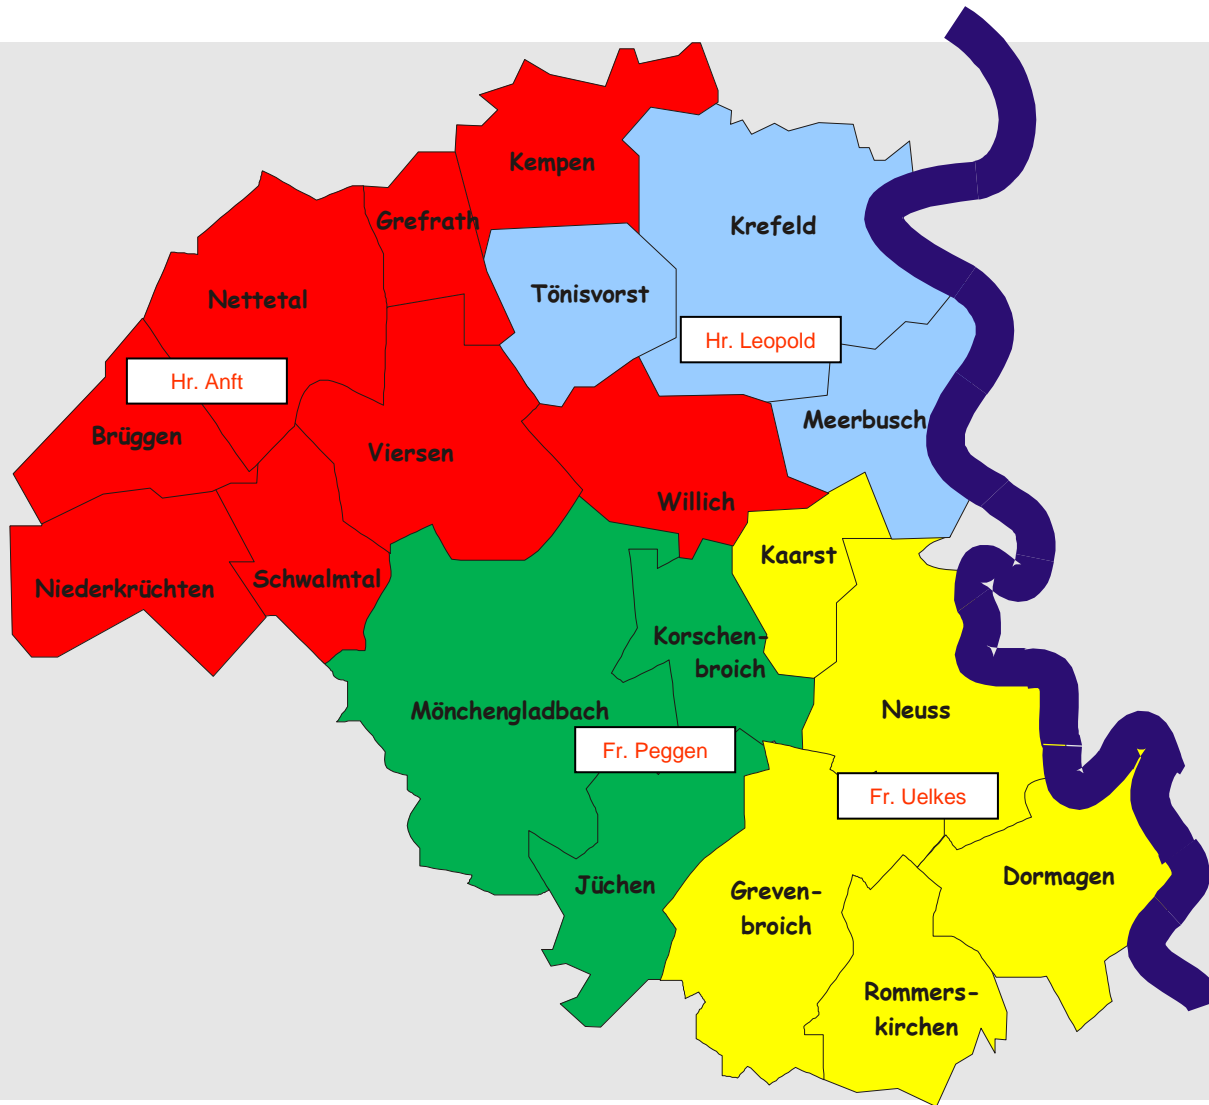 Kempen
Grefrath
Krefeld
Nettetal
Tönisvorst
Hr. Leopold
Hr. Anft
Meerbusch
Brüggen
Viersen
Willich
Kaarst
Schwalmtal
Niederkrüchten
Korschen-
broich
Mönchengladbach
Neuss
Fr. Peggen
Fr. Uelkes
Jüchen
Dormagen
Greven-
broich
Rommers-
kirchen